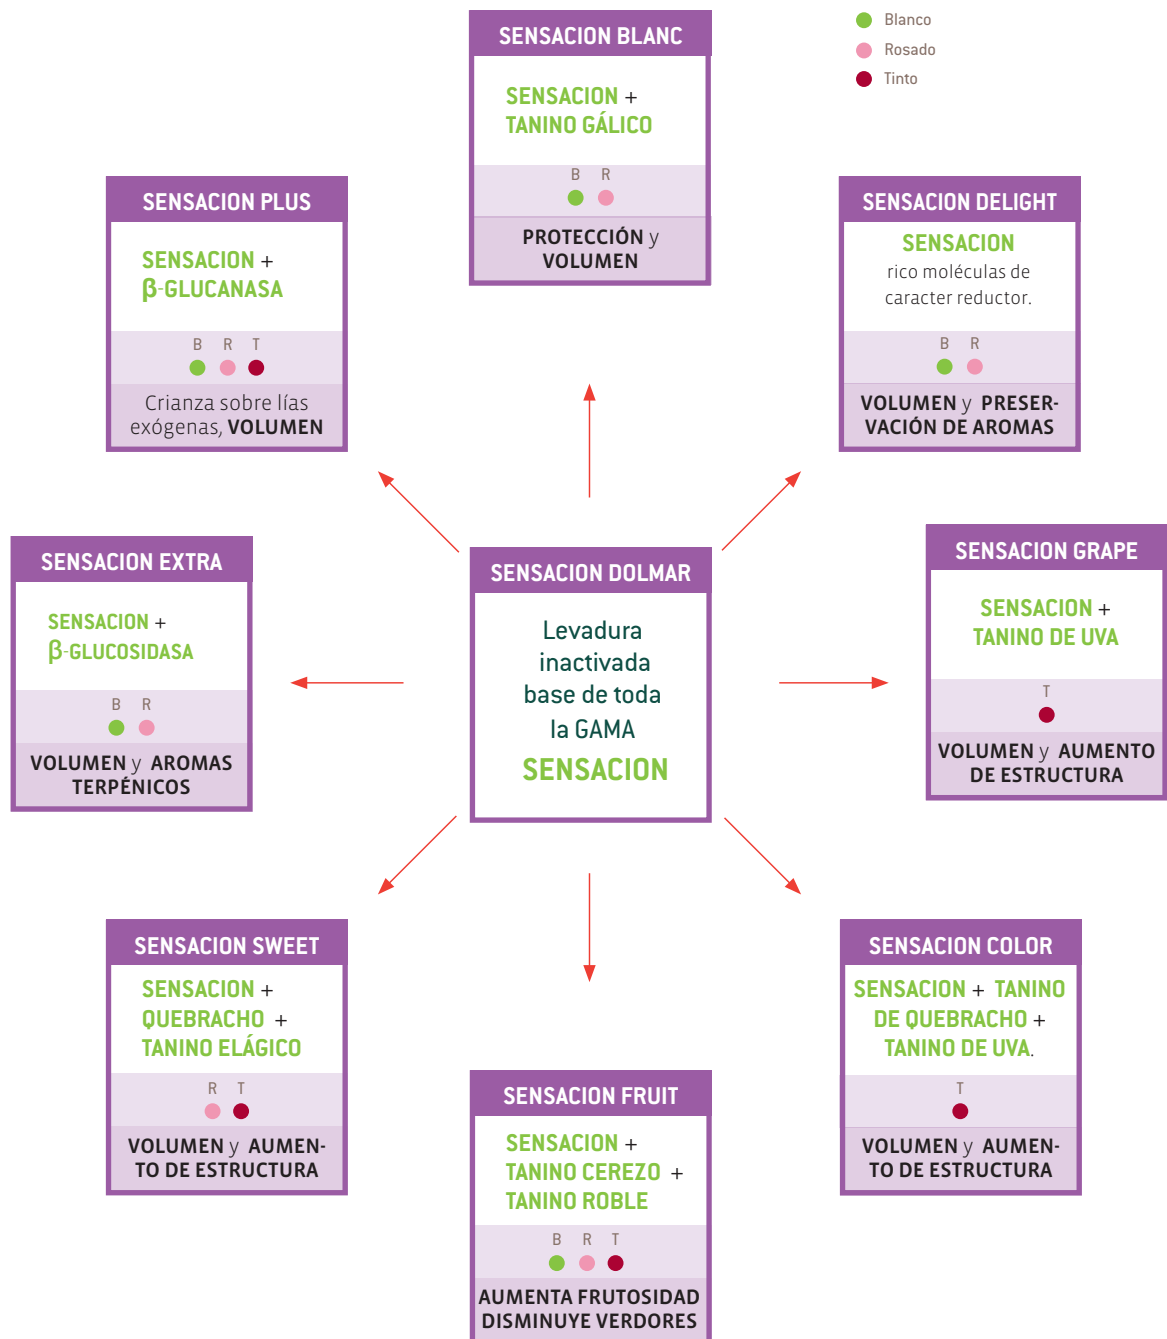 SENSACION BLANC
SENSACION +
TANINO GÁLICO
B R
PROTECCIÓN y
VOLUMEN
Blanco
Rosado
Tinto
SENSACION PLUS
SENSACION +
β-GLUCANASA
B R T
Crianza sobre lías
exógenas, VOLUMEN
SENSACION DELIGHT
SENSACION
rico moléculas de
caracter reductor.
B R
VOLUMEN y PRESER-
VACIÓN DE AROMAS
SENSACION EXTRA
SENSACION +
β-GLUCOSIDASA
B R
VOLUMEN y AROMAS
TERPÉNICOS
SENSACION DOLMAR
Levadura
inactivada
base de toda
la GAMA
SENSACION
SENSACION GRAPE
SENSACION +
TANINO DE UVA
T
VOLUMEN y AUMENTO
DE ESTRUCTURA
SENSACION SWEET
SENSACION +
QUEBRACHO +
TANINO ELÁGICO
R T
VOLUMEN y AUMEN-
TO DE ESTRUCTURA
SENSACION FRUIT
SENSACION +
TANINO CEREZO +
TANINO ROBLE
B R T
AUMENTA FRUTOSIDAD
DISMINUYE VERDORES
SENSACION COLOR
SENSACION + TANINO
DE QUEBRACHO +
TANINO DE UVA.
T
VOLUMEN y AUMEN-
TO DE ESTRUCTURA